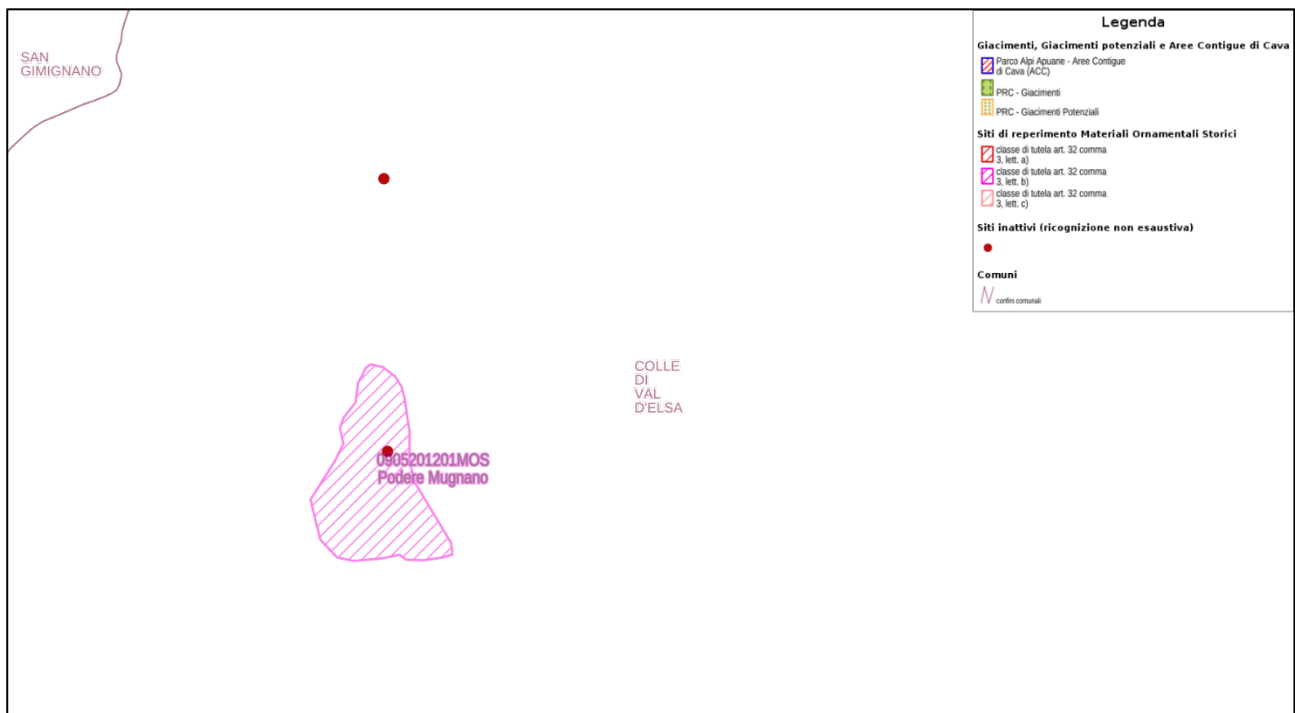 SAN
GIMIGNANO
COLLE
DI
VAL
D'ELSA
0905201201MOS
Podere Mugnano
Legenda
Giacimenti, Giacimenti potenziali e Aree Contigue di Cava
Parco Alpi Apuane - Aree Contigue
di Cava (ACC)
PRC - Giacimenti
PRC - Giacimenti Potenziali
Siti di reperimento Materiali Ornamentali Storici
classe di tutela art. 32 comma
3, lett. a)
classe di tutela art. 32 comma
3, lett. b)
classe di tutela art. 32 comma
3, lett. c)
Siti inattivi (ricognizione non esaustiva)
Comuni
confini comunali